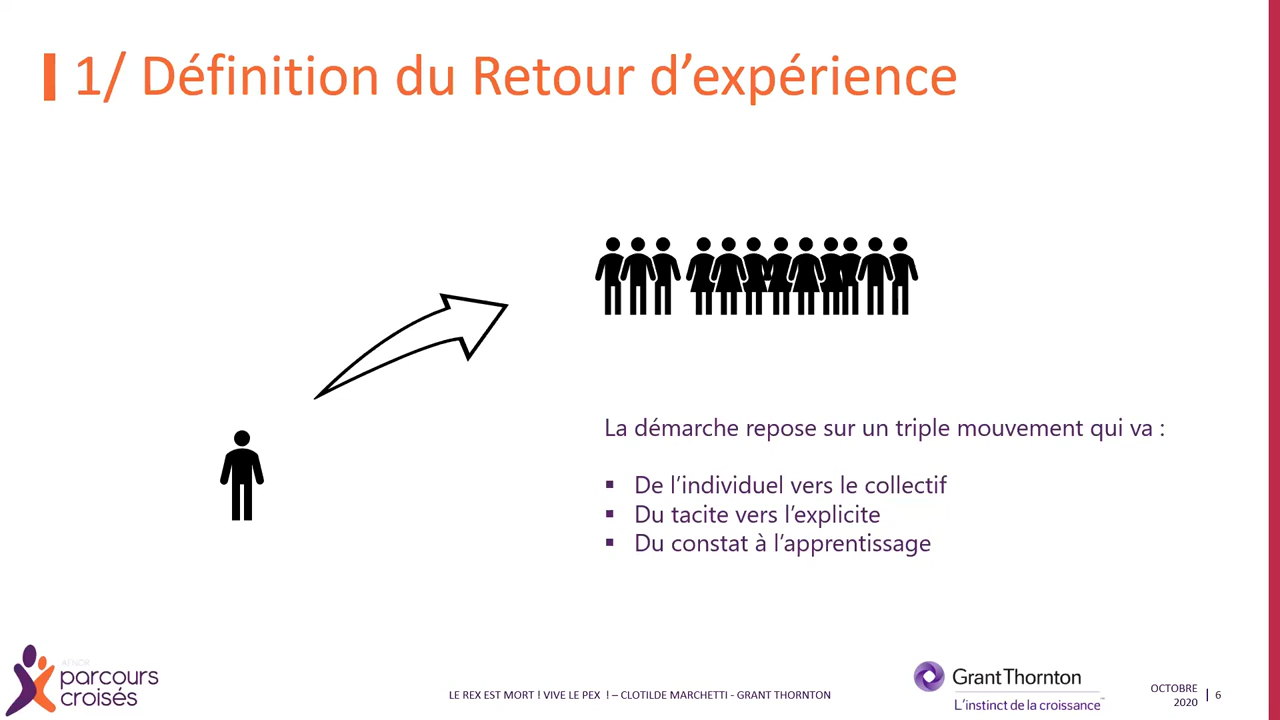 1/ Définition du Retour d’expérience
La démarche repose sur un triple mouvement qui va :
▪ De l’individuel vers le collectif
▪ Du tacite vers l’explicite
▪ Du constat à l’apprentissage
AFNOR
parcours
croisés
LE REX EST MORT ! VIVE LE PEX ! – CLOTILDE MARCHETTI - GRANT THORNTON
Grant Thornton
L’instinct de la croissance™
OCTOBRE
2020
6